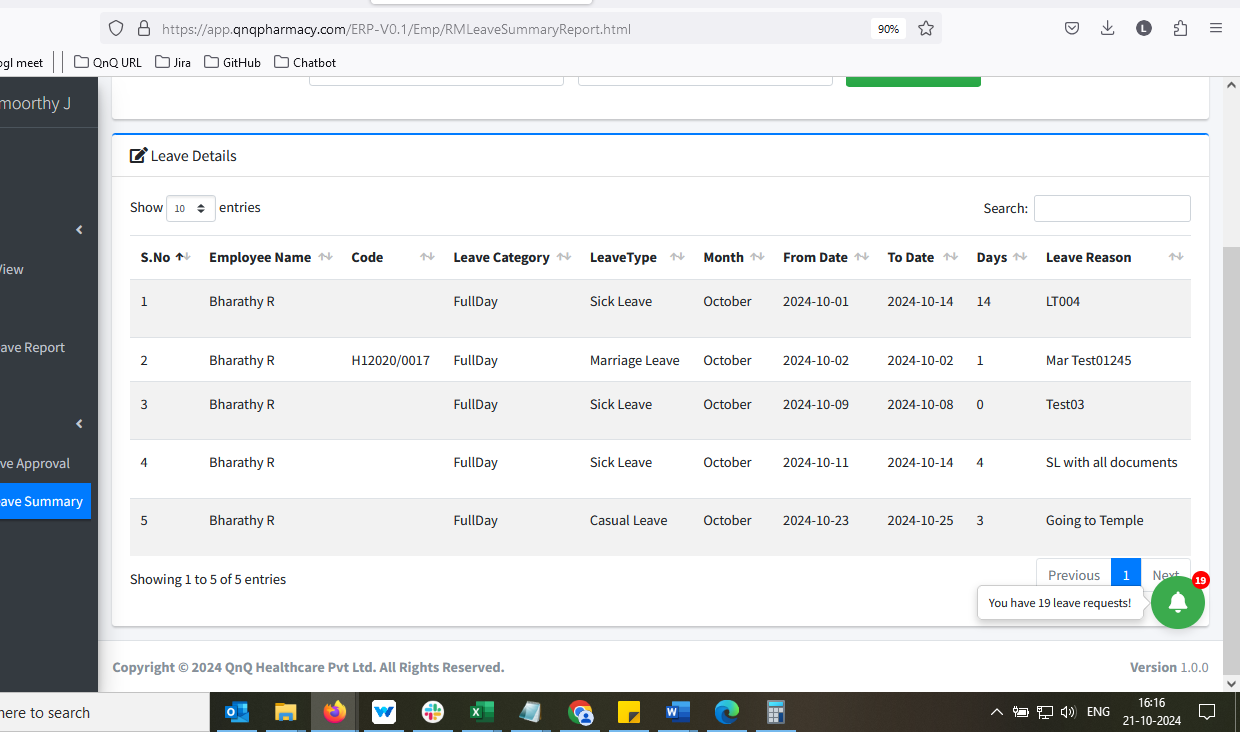 https://app.qnqpharmacy.com/ERP-V0.1/Emp/RMLeaveSummaryReport.html 90% L
ogl meet QnQ URL Jira GitHub Chatbot
moorthy J
Leave Details
Show 10 entries Search:
S.No Employee Name Code Leave Category LeaveType Month From Date To Date Days Leave Reason
1 Bharathy R FullDay Sick Leave October 2024-10-01 2024-10-14 14 LT004
2 Bharathy R H12020/0017 FullDay Marriage Leave October 2024-10-02 2024-10-02 1 Mar Test01245
3 Bharathy R FullDay Sick Leave October 2024-10-09 2024-10-08 0 Test03
4 Bharathy R FullDay Sick Leave October 2024-10-11 2024-10-14 4 SL with all documents
5 Bharathy R FullDay Casual Leave October 2024-10-23 2024-10-25 3 Going to Temple
View
ave Report
ve Approval
eave Summary
Showing 1 to 5 of 5 entries Previous 1 Next
19
You have 19 leave requests!
Copyright © 2024 QnQ Healthcare Pvt Ltd. All Rights Reserved. Version 1.0.0
here to search
ENG
16:16
21-10-2024